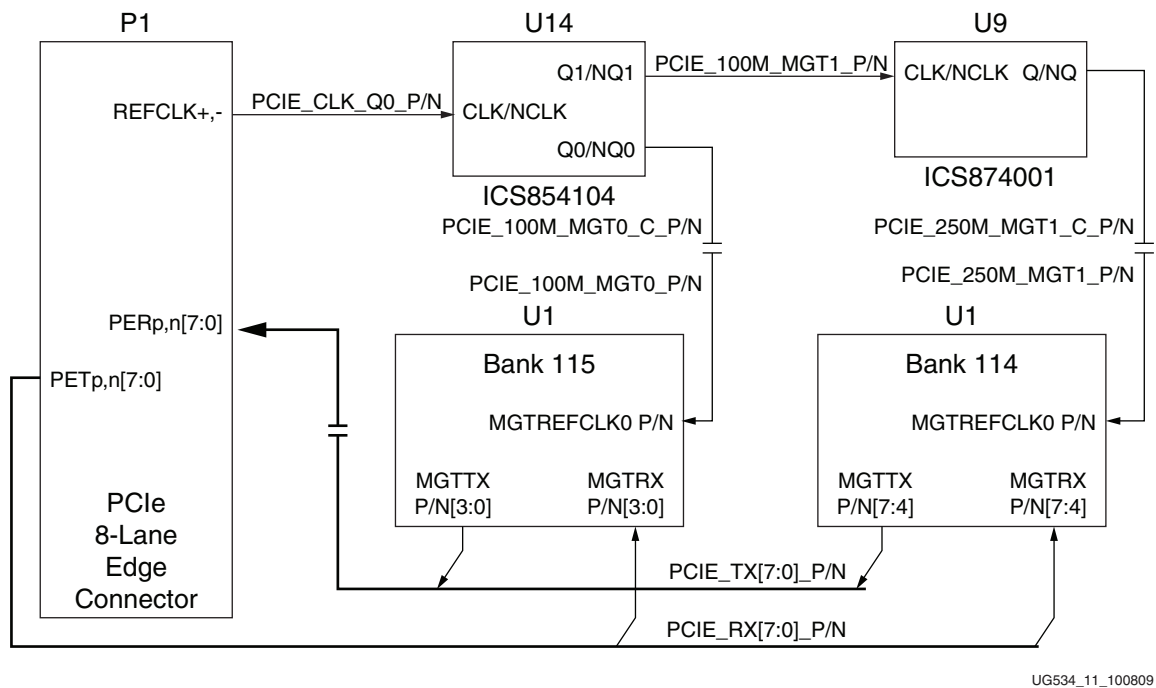 P1
U14
U9
REFCLK+,-
PCIE_CLK_Q0_P/N
Q1/NQ1
CLK/NCLK
Q0/NQ0
PCIE_100M_MGT1_P/N
CLK/NCLK Q/NQ
ICS854104
ICS874001
PCIE_100M_MGT0_C_P/N
PCIE_250M_MGT1_C_P/N
PCIE_100M_MGT0_P/N
PCIE_250M_MGT1_P/N
U1
U1
PERp,n[7:0]
PETp,n[7:0]
Bank 115
Bank 114
MGTREFCLK0 P/N
MGTREFCLK0 P/N
MGTTX
P/N[3:0]
MGTRX
P/N[3:0]
MGTTX
P/N[7:4]
MGTRX
P/N[7:4]
PCIe
8-Lane
Edge
Connector
PCIE_TX[7:0]_P/N
PCIE_RX[7:0]_P/N
UG534_11_100809